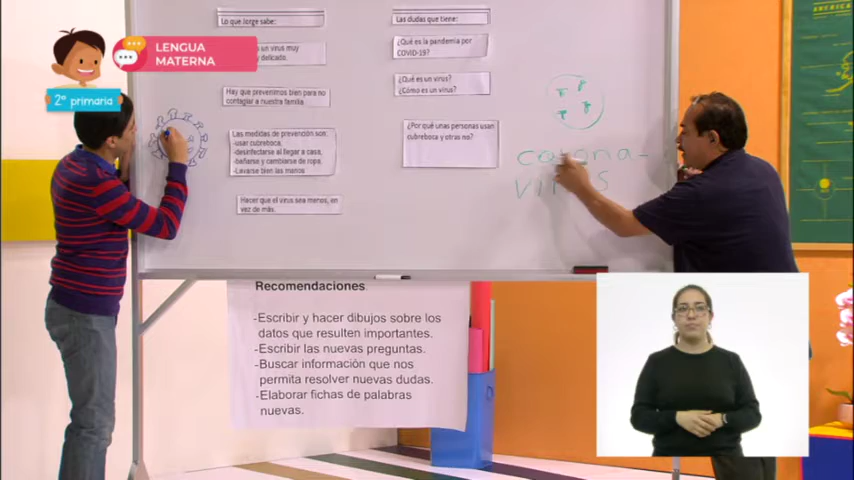 LENGUA
MATERNA
2° primaria
Lo que Jorge sabe:
un virus muy
delicado.
Hay que prevenirnos bien para no
contagiar a nuestra familia.
Las medidas de prevención son:
-usar cubreboca,
-desinfectarse al llegar a casa,
-bañarse y cambiarse de ropa,
-Lavarse bien las manos
Hacer que el virus sea menos, en
vez de más.
Las dudas que tiene:
¿Qué es la pandemia por
COVID-19?
¿Qué es un virus?
¿Cómo es un virus?
¿Por qué unas personas usan
cubreboca y otras no?
corona-
virus
Recomendaciones
-Escribir y hacer dibujos sobre los
datos que resulten importantes.
-Escribir las nuevas preguntas.
-Buscar información que nos
permita resolver nuevas dudas.
-Elaborar fichas de palabras
nuevas.